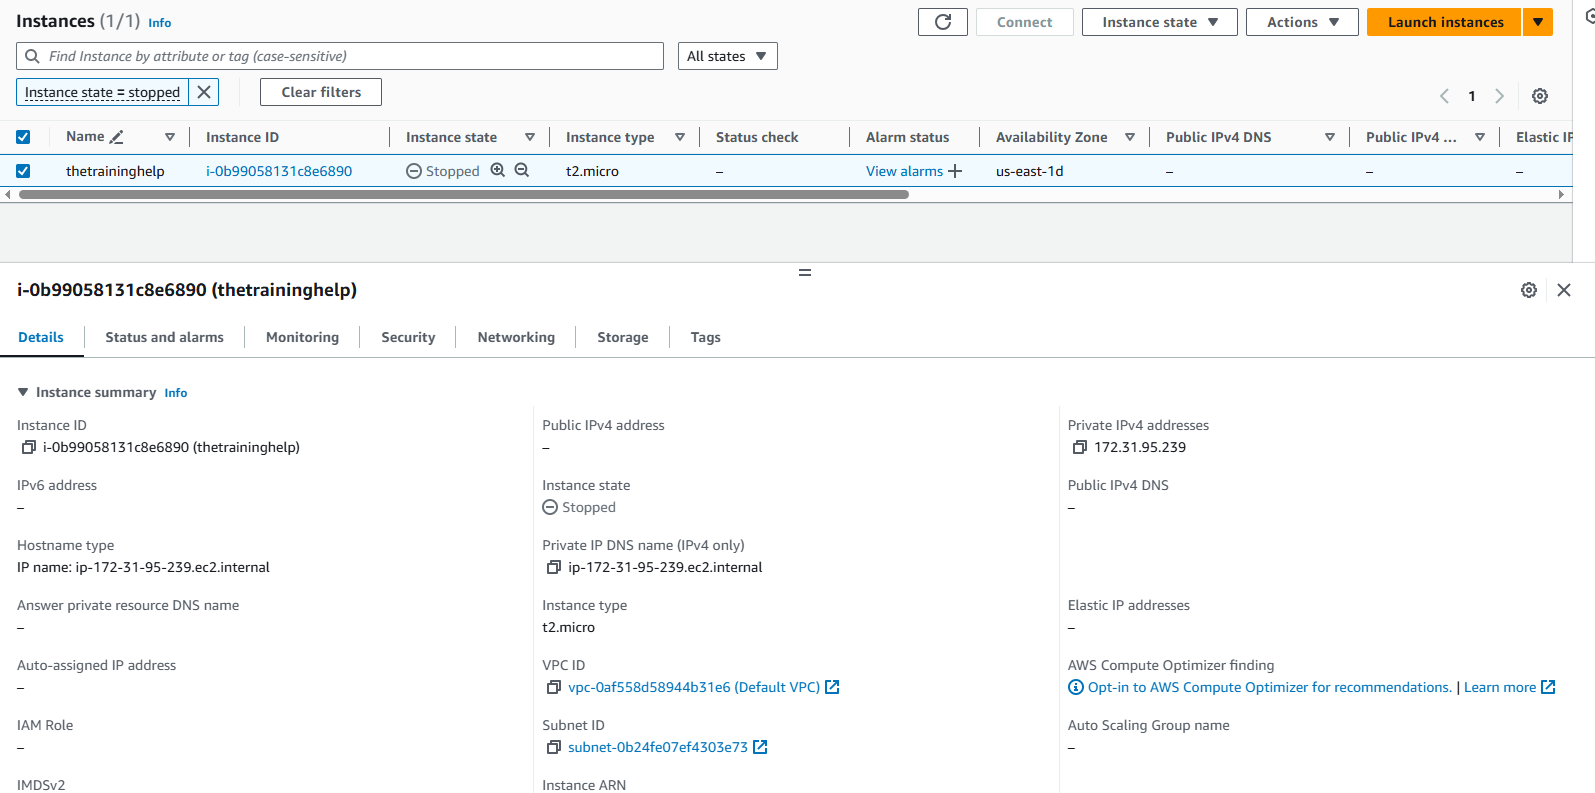 Instances (1/1) Info
Connect
Instance state
Actions
Launch instances
Find Instance by attribute or tag (case-sensitive)
All states
Instance state = stopped
Clear filters
1
Name Instance ID Instance state Instance type Status check Alarm status Availability Zone Public IPv4 DNS Public IPv4 ... Elastic IP
thetraininghelp i-0b99058131c8e6890 Stopped t2.micro – View alarms + us-east-1d – – –
i-0b99058131c8e6890 (thetraininghelp)
Details Status and alarms Monitoring Security Networking Storage Tags
Instance summary Info
Instance ID
i-0b99058131c8e6890 (thetraininghelp)
Public IPv4 address
–
Private IPv4 addresses
172.31.95.239
IPv6 address
–
Instance state
Stopped
Public IPv4 DNS
–
Hostname type
IP name: ip-172-31-95-239.ec2.internal
Private IP DNS name (IPv4 only)
ip-172-31-95-239.ec2.internal
Answer private resource DNS name
–
Instance type
t2.micro
Elastic IP addresses
–
Auto-assigned IP address
–
VPC ID
vpc-0af558d58944b31e6 (Default VPC)
AWS Compute Optimizer finding
Opt-in to AWS Compute Optimizer for recommendations. | Learn more
IAM Role
–
Subnet ID
subnet-0b24fe07ef4303e73
Auto Scaling Group name
–
IMDSv2
Instance ARN